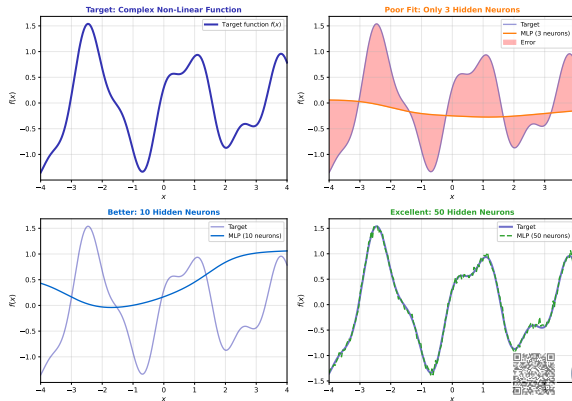 Target: Complex Non-Linear Function
Target function f(x)
f(x)
1.5
1.0
0.5
0.0
−0.5
−1.0
−4 −3 −2 −1 0 1 2 3 4
x
Poor Fit: Only 3 Hidden Neurons
Target
MLP (3 neurons)
Error
f(x)
1.5
1.0
0.5
0.0
−0.5
−1.0
−4 −3 −2 −1 0 1 2 3
x
Better: 10 Hidden Neurons
Target
MLP (10 neurons)
f(x)
1.5
1.0
0.5
0.0
−0.5
−1.0
−4 −3 −2 −1 0 1 2 3 4
x
Excellent: 50 Hidden Neurons
Target
MLP (50 neurons)
f(x)
1.5
1.0
0.5
0.0
−0.5
−1.0
−1.5
−4 −3 −2 −1 0 1 2
x